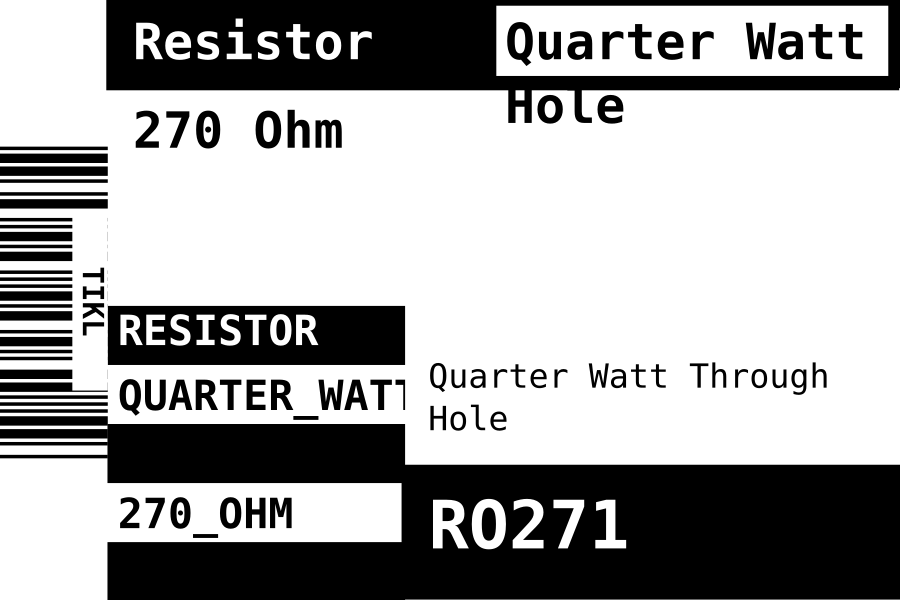 Resistor
Quarter Watt
Hole
270 Ohm
TIKL
RESISTOR
QUARTER_WATT
Quarter Watt Through
Hole
270_OHM
RO271